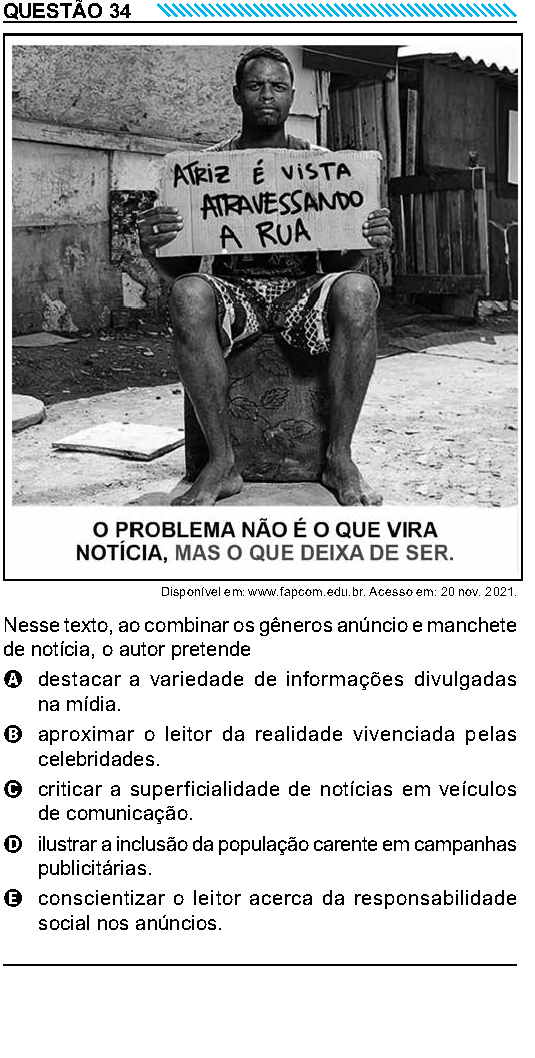 QUESTÃO 34
ATRIZ É VISTA
ATRAVESSANDO
A RUA
O PROBLEMA NÃO É O QUE VIRA
NOTÍCIA, MAS O QUE DEIXA DE SER.
Disponível em: www.fapcom.edu.br. Acesso em: 20 nov. 2021.
Nesse texto, ao combinar os gêneros anúncio e manchete
de notícia, o autor pretende
A destacar a variedade de informações divulgadas
na mídia.
B aproximar o leitor da realidade vivenciada pelas
celebridades.
C criticar a superficialidade de notícias em veículos
de comunicação.
D ilustrar a inclusão da população carente em campanhas
publicitárias.
E conscientizar o leitor acerca da responsabilidade
social nos anúncios.